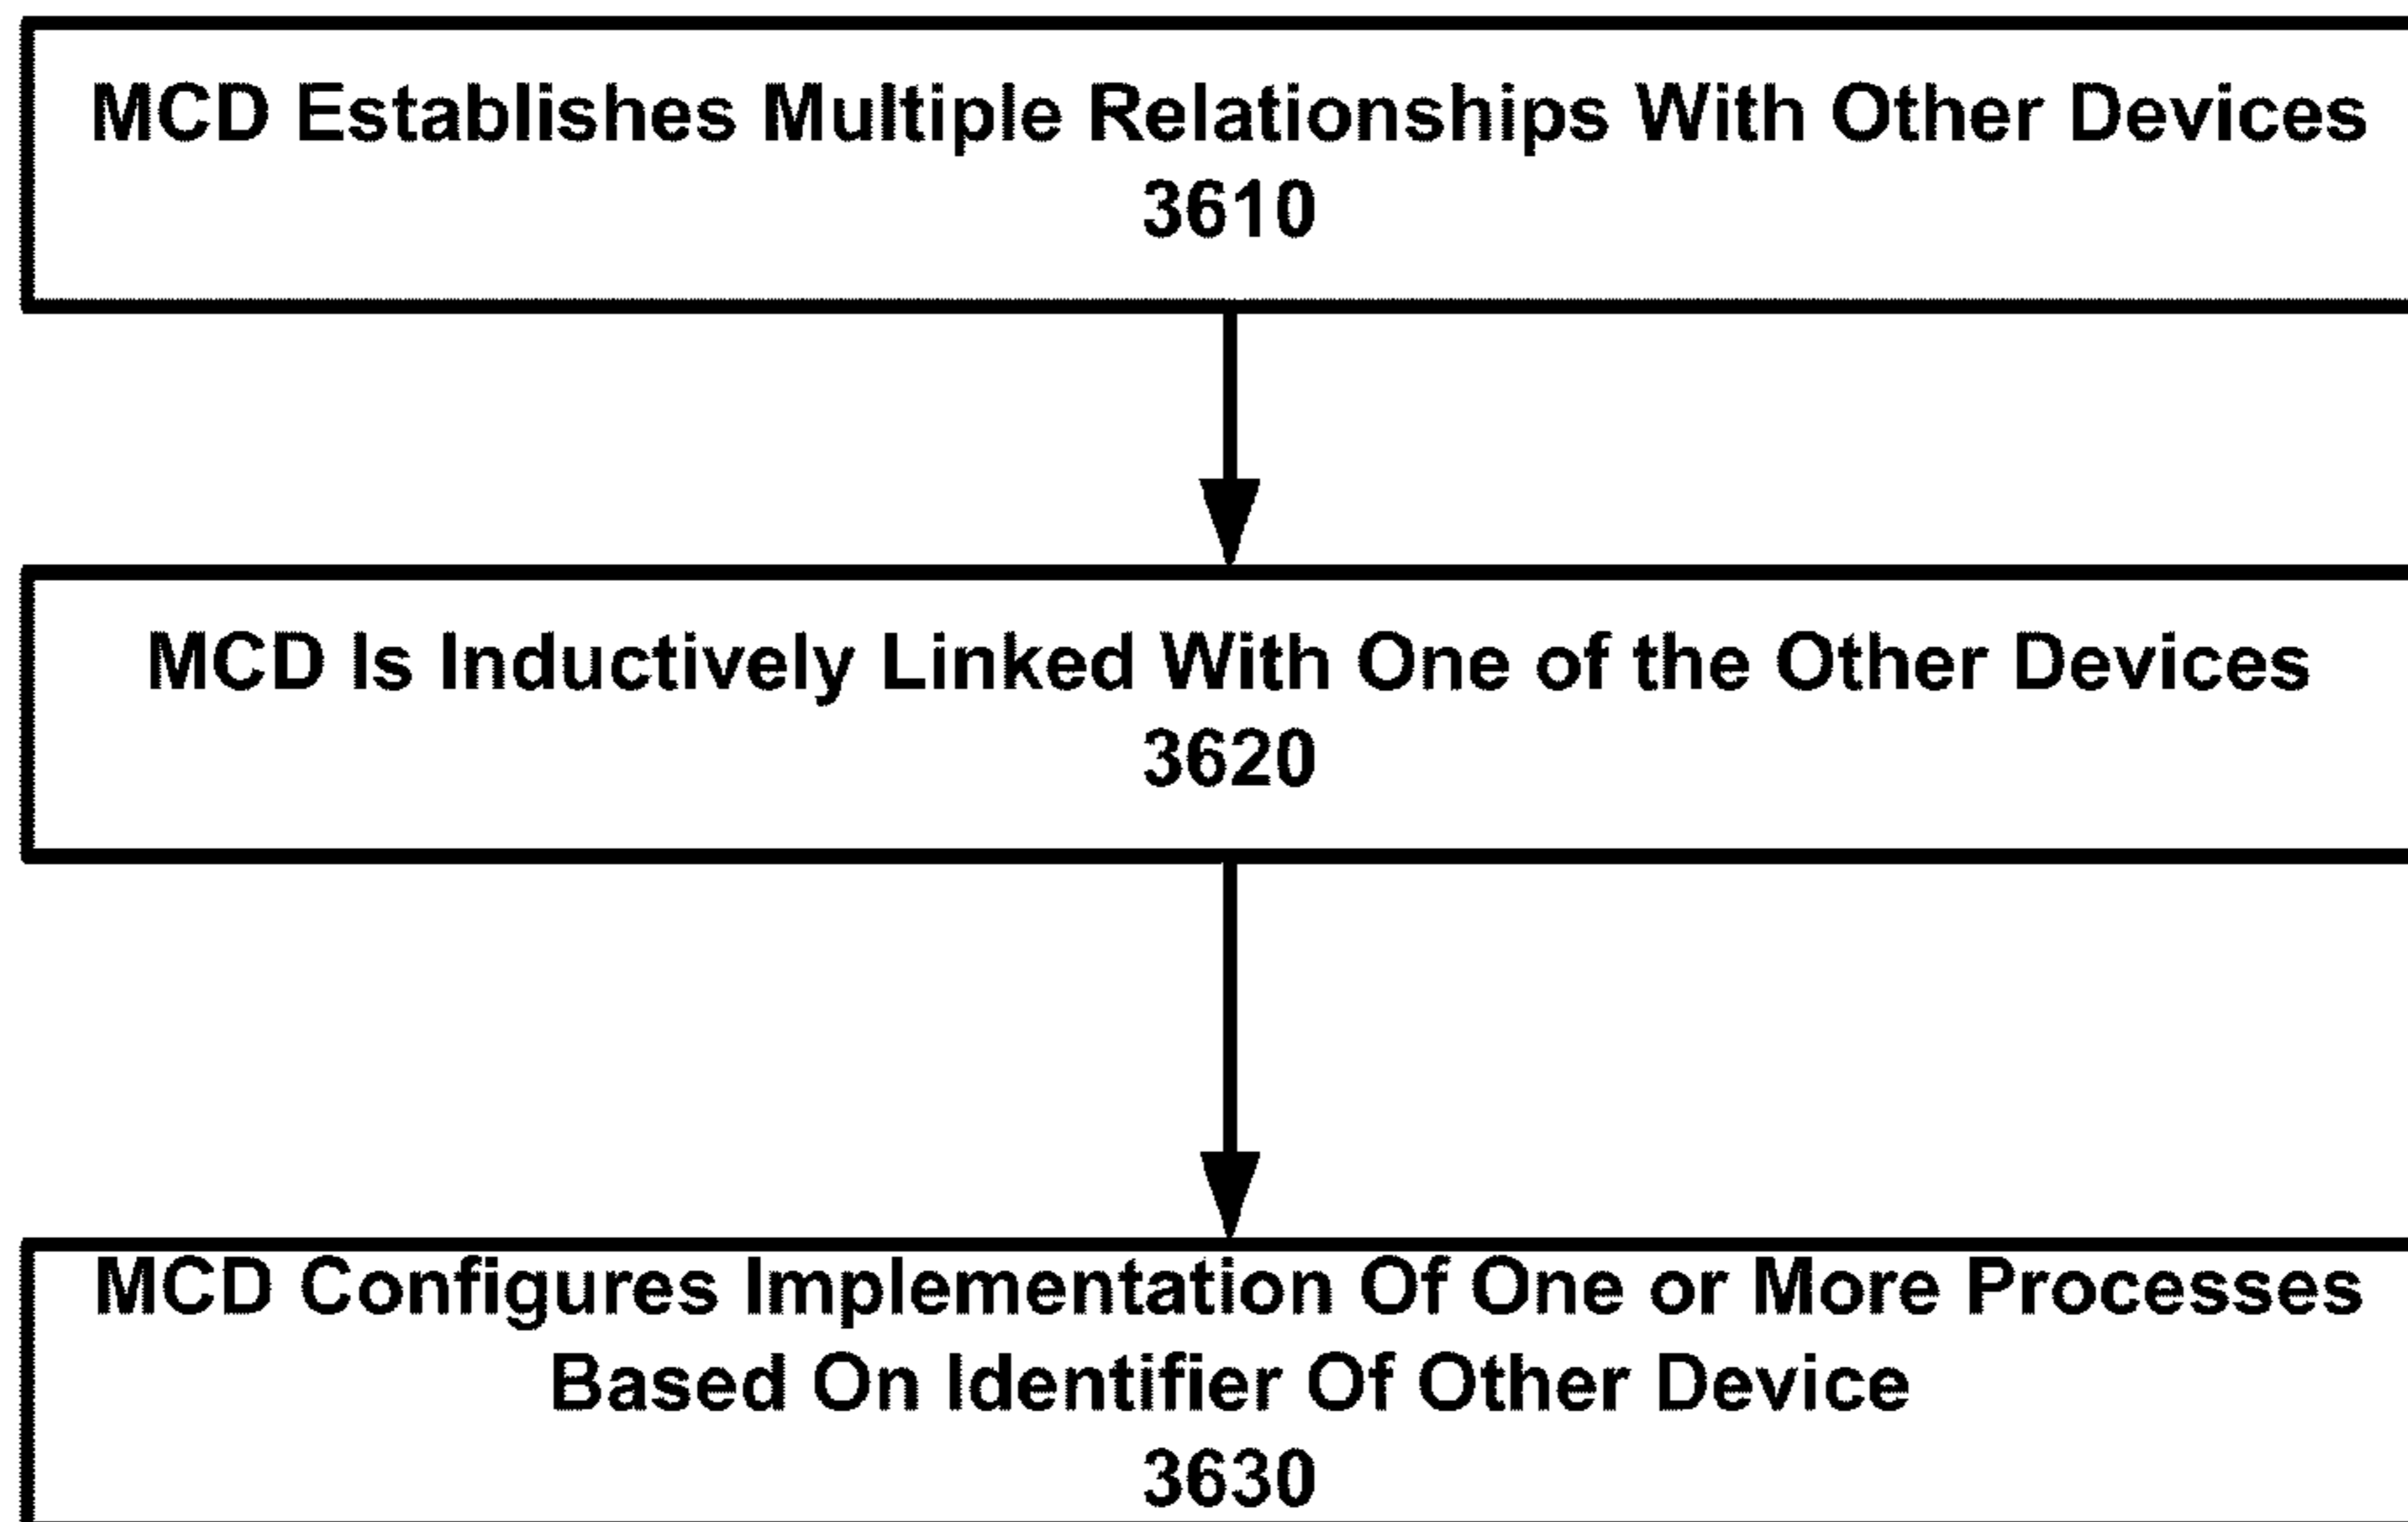 MCD Establishes Multiple Relationships With Other Devices
3610
MCD Is Inductively Linked With One of the Other Devices
3620
MCD Configures Implementation Of One or More Processes
Based On Identifier Of Other Device
3630